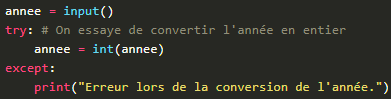 annee = input()
try: # On essaye de convertir l'année en entier
    annee = int(annee)
except:
    print("Erreur lors de la conversion de l'année.")